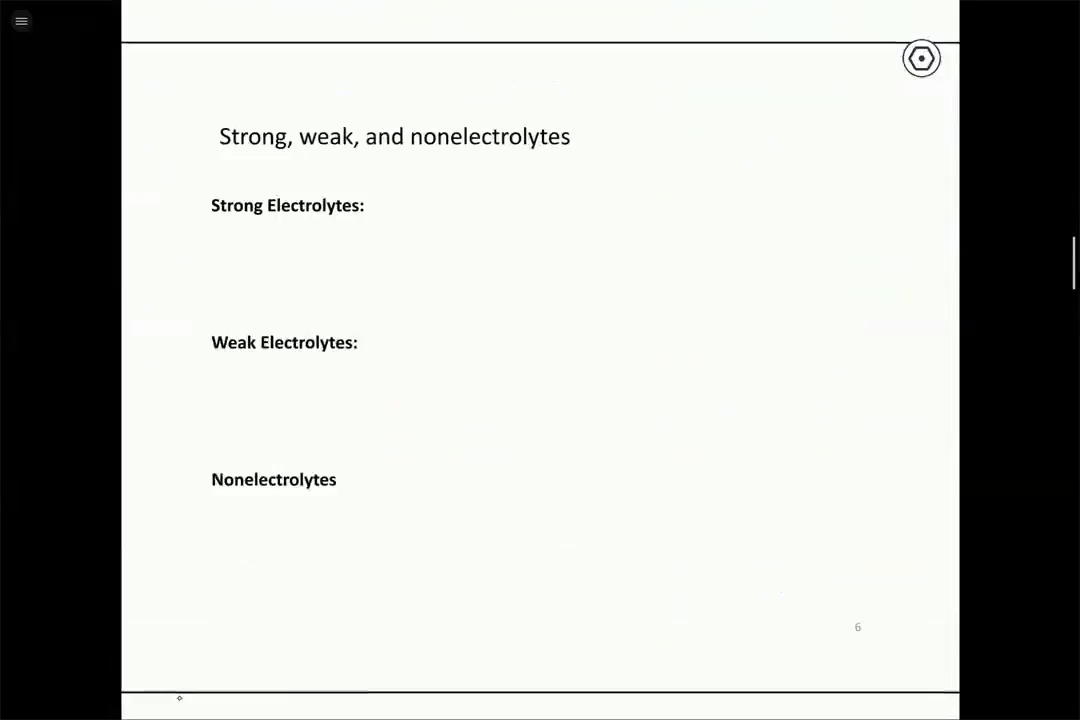 Strong, weak, and nonelectrolytes
Strong Electrolytes:
Weak Electrolytes:
Nonelectrolytes
6